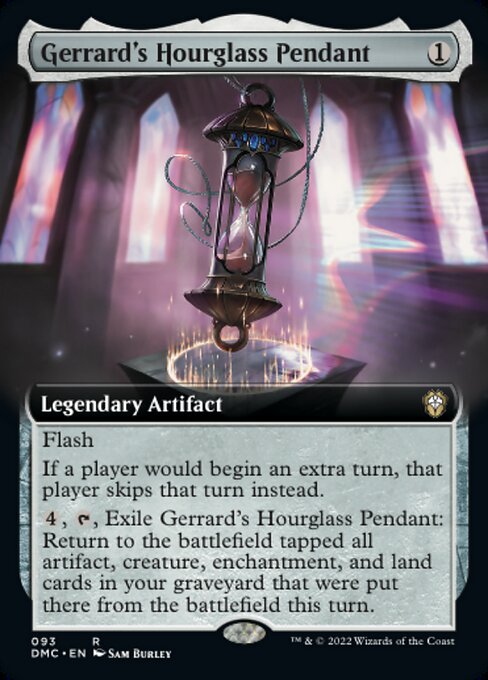 Gerrard's Hourglass Pendant 1
Legendary Artifact
Flash
If a player would begin an extra turn, that
player skips that turn instead.
4, , Exile Gerrard's Hourglass Pendant:
Return to the battlefield tapped all
artifact, creature, enchantment, and land
cards in your graveyard that were put
there from the battlefield this turn.
093 R
DMC • EN Sam Burley
™ & © 2022 Wizards of the Coast